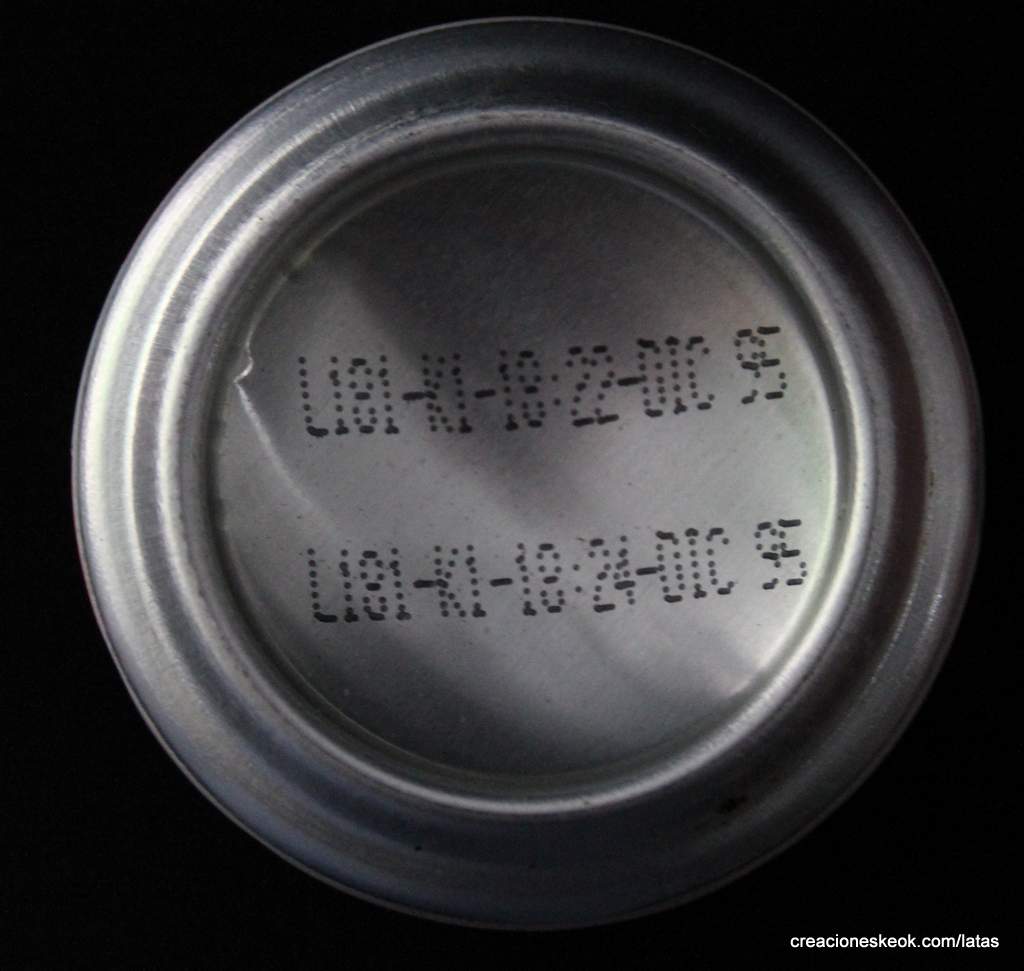 L181-K1-18:22-DIC 95
L181-K1-18:24-DIC 95
creacioneskeok.com/latas